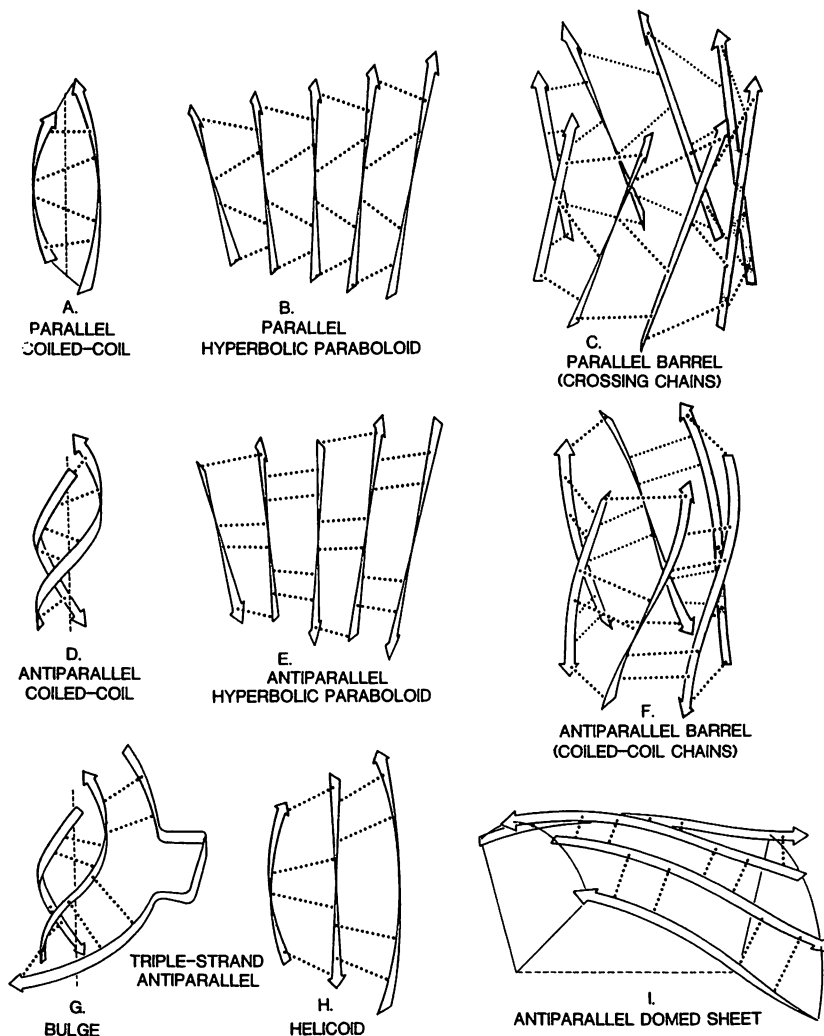 A.
PARALLEL
COILED-COIL
B.
PARALLEL
HYPERBOLIC PARABOLOID
C.
PARALLEL BARREL
(CROSSING CHAINS)
D.
ANTIPARALLEL
COILED-COIL
E.
ANTIPARALLEL
HYPERBOLIC PARABOLOID
F.
ANTIPARALLEL BARREL
(COILED-COIL CHAINS)
G.
BULGE
TRIPLE-STRAND
ANTIPARALLEL
H.
HELICOID
I.
ANTIPARALLEL DOMED SHEET